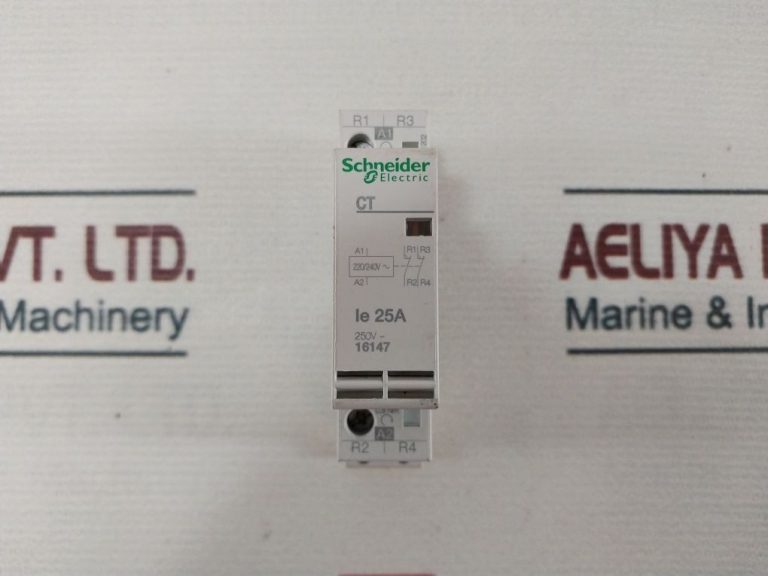 R1 R3
A1
Schneider
Electric
CT
A1 R1 R3
220/240V ~
A2 R2 R4
Ie 25A
250V ~
16147
A2
R2 R4
VT. LTD.
Machinery
AELIYA
Marine & In